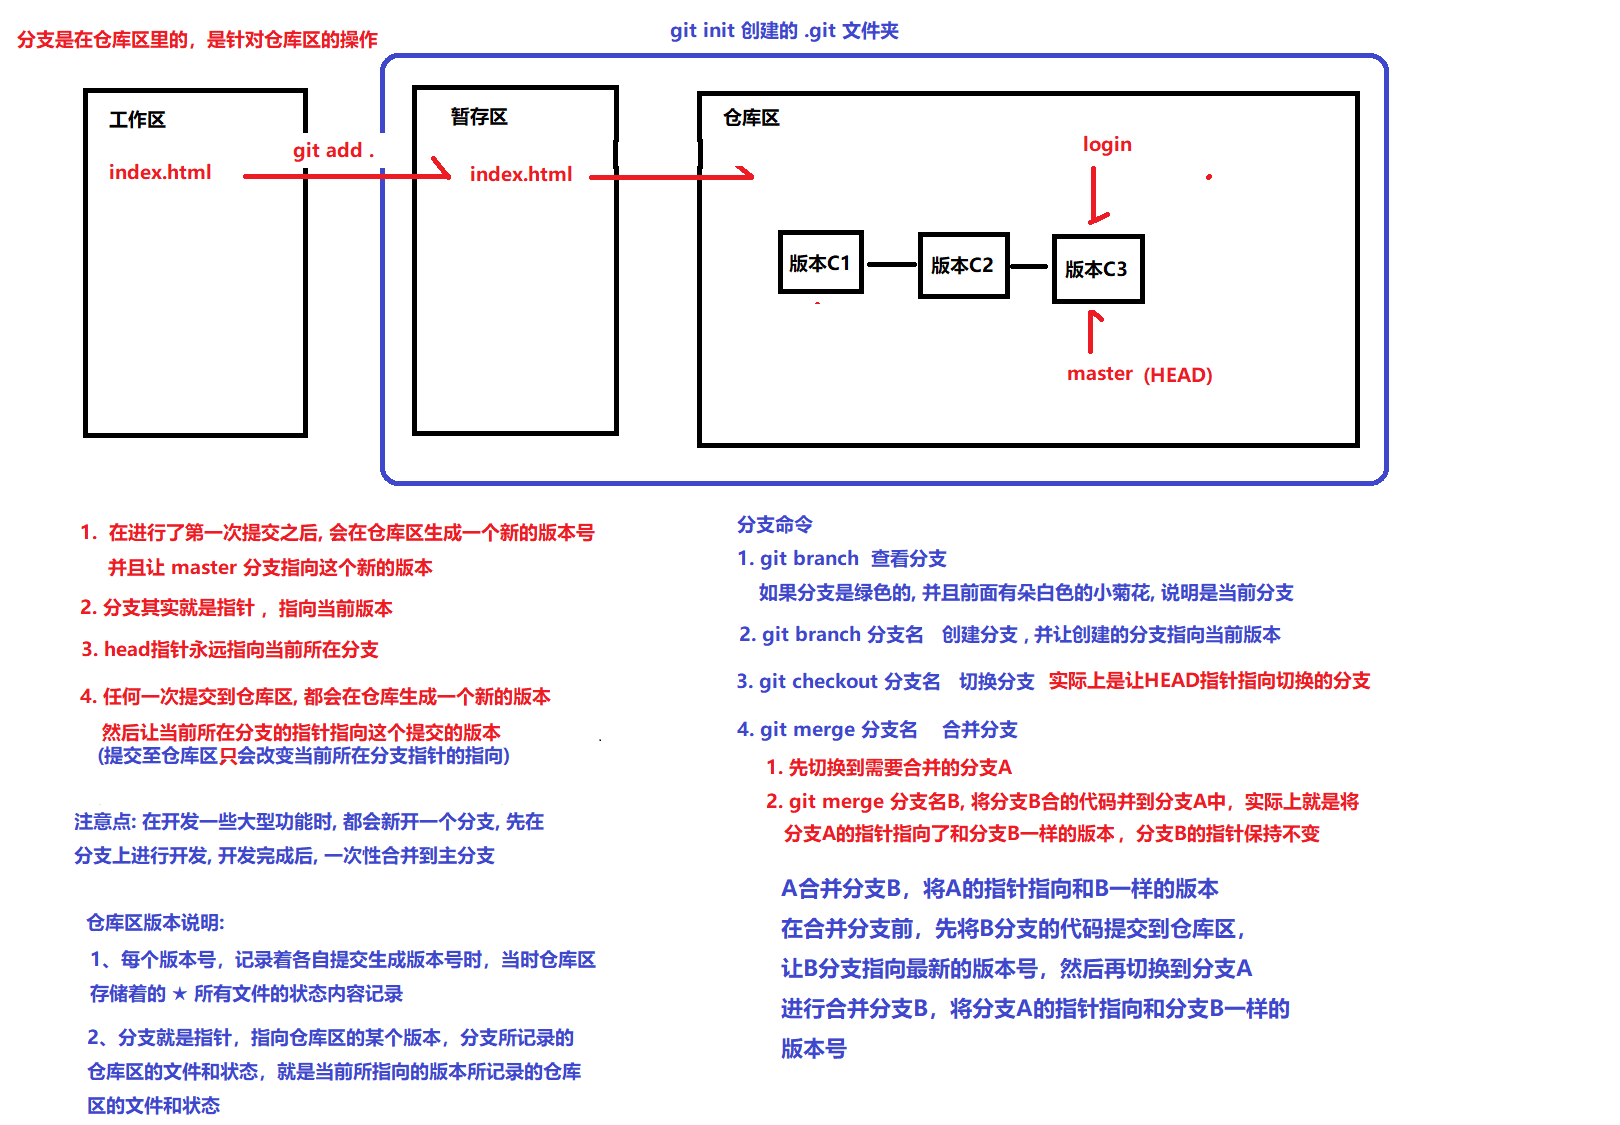 分支是在仓库区里的，是针对仓库区的操作
git init 创建的 .git 文件夹
工作区
index.html
git add .
暂存区
index.html
仓库区
login
版本C1
版本C2
版本C3
master (HEAD)
1. 在进行了第一次提交之后, 会在仓库区生成一个新的版本号
并且让 master 分支指向这个新的版本
2. 分支其实就是指针 ，指向当前版本
3. head指针永远指向当前所在分支
4. 任何一次提交到仓库区, 都会在仓库生成一个新的版本
然后让当前所在分支的指针指向这个提交的版本
(提交至仓库区只会改变当前所在分支指针的指向)
注意点: 在开发一些大型功能时, 都会新开一个分支, 先在
分支上进行开发, 开发完成后, 一次性合并到主分支
仓库区版本说明:
1、每个版本号，记录着各自提交生成版本号时，当时仓库区
存储着的 ★ 所有文件的状态内容记录
2、分支就是指针，指向仓库区的某个版本，分支所记录的
仓库区的文件和状态，就是当前所指向的版本所记录的仓库
区的文件和状态
分支命令
1. git branch 查看分支
如果分支是绿色的, 并且前面有朵白色的小菊花, 说明是当前分支
2. git branch 分支名 创建分支 , 并让创建的分支指向当前版本
3. git checkout 分支名 切换分支 实际上是让HEAD指针指向切换的分支
4. git merge 分支名 合并分支
1. 先切换到需要合并的分支A
2. git merge 分支名B, 将分支B合的代码并到分支A中，实际上就是将
分支A的指针指向了和分支B一样的版本 ，分支B的指针保持不变
A合并分支B，将A的指针指向和B一样的版本
在合并分支前，先将B分支的代码提交到仓库区，
让B分支指向最新的版本号，然后再切换到分支A
进行合并分支B，将分支A的指针指向和分支B一样的
版本号